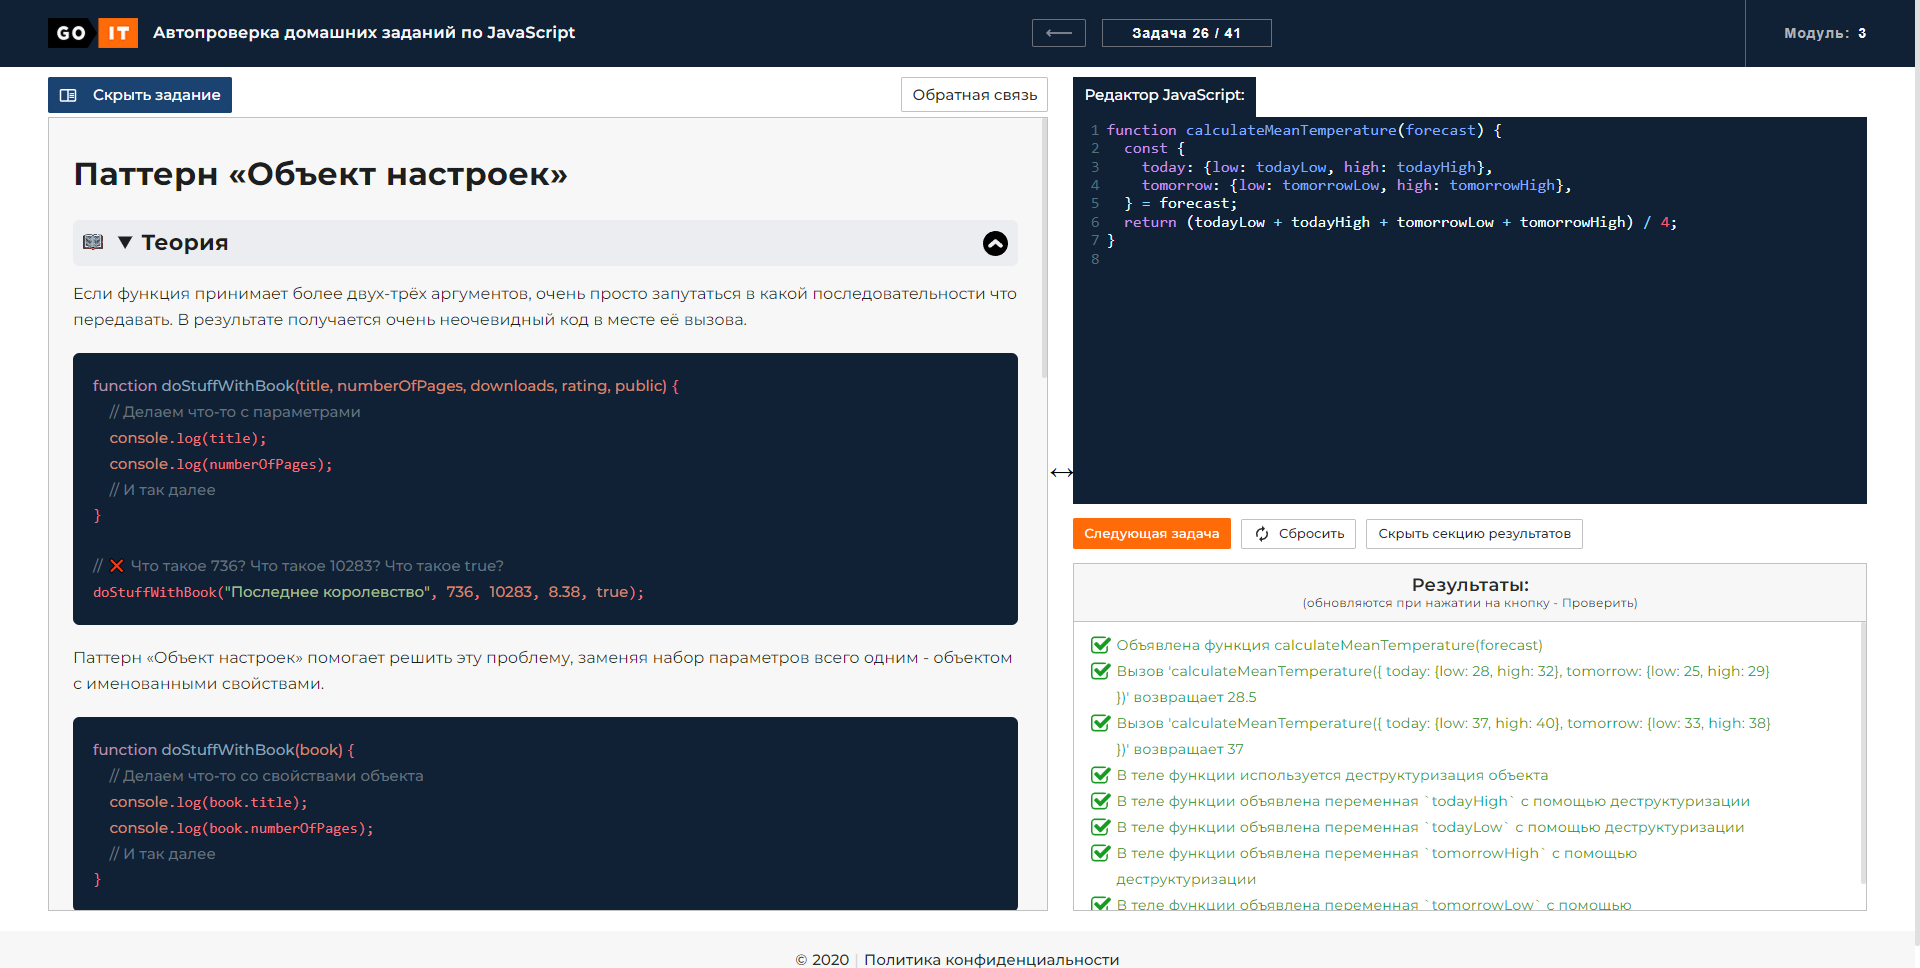 GO IT Автопроверка домашних заданий по JavaScript
Задача 26 / 41
Модуль: 3
Скрыть задание
Обратная связь
Паттерн «Объект настроек»
Теория
Если функция принимает более двух-трёх аргументов, очень просто запутаться в какой последовательности что
передавать. В результате получается очень неочевидный код в месте её вызова.
function doStuffWithBook(title, numberOfPages, downloads, rating, public) {
// Делаем что-то с параметрами
console.log(title);
console.log(numberOfPages);
// И так далее
}
// ❌ Что такое 736? Что такое 10283? Что такое true?
doStuffWithBook("Последнее королевство", 736, 10283, 8.38, true);
Паттерн «Объект настроек» помогает решить эту проблему, заменяя набор параметров всего одним - объектом
с именованными свойствами.
function doStuffWithBook(book) {
// Делаем что-то со свойствами объекта
console.log(book.title);
console.log(book.numberOfPages);
// И так далее
}
Редактор JavaScript:
1 function calculateMeanTemperature(forecast) {
2 const {
3 today: {low: todayLow, high: todayHigh},
4 tomorrow: {low: tomorrowLow, high: tomorrowHigh},
5 } = forecast;
6 return (todayLow + todayHigh + tomorrowLow + tomorrowHigh) / 4;
7 }
8
Следующая задача
Сбросить
Скрыть секцию результатов
Результаты:
(обновляются при нажатии на кнопку - Проверить)
Объявлена функция calculateMeanTemperature(forecast)
Вызов 'calculateMeanTemperature({ today: {low: 28, high: 32}, tomorrow: {low: 25, high: 29}
})' возвращает 28.5
Вызов 'calculateMeanTemperature({ today: {low: 37, high: 40}, tomorrow: {low: 33, high: 38}
})' возвращает 37
В теле функции используется деструктуризация объекта
В теле функции объявлена переменная `todayHigh` с помощью деструктуризации
В теле функции объявлена переменная `todayLow` с помощью деструктуризации
В теле функции объявлена переменная `tomorrowHigh` с помощью
деструктуризации
В теле функции объявлена переменная `tomorrowLow` с помощью
© 2020 | Политика конфиденциальности